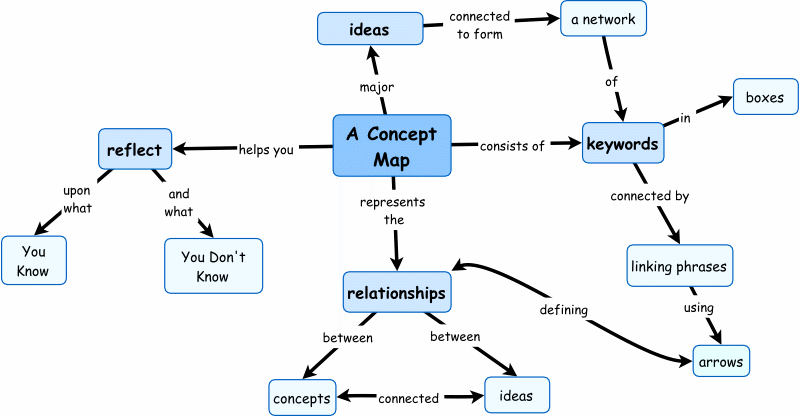 ideas
connected
to form
a network
major
of
boxes
in
A Concept
Map
consists of
keywords
helps you
reflect
upon
what
and
what
You
Know
You Don't
Know
represents
the
connected by
linking phrases
relationships
using
defining
between
between
arrows
concepts
connected
ideas